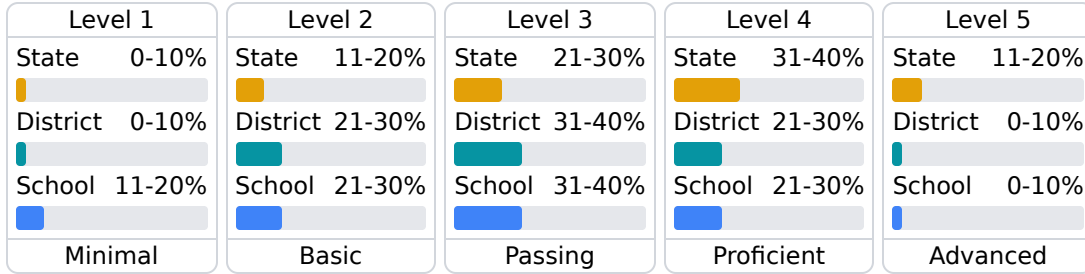 Level 1
State 0-10%
District 0-10%
School 11-20%
Minimal
Level 2
State 11-20%
District 21-30%
School 21-30%
Basic
Level 3
State 21-30%
District 31-40%
School 31-40%
Passing
Level 4
State 31-40%
District 21-30%
School 21-30%
Proficient
Level 5
State 11-20%
District 0-10%
School 0-10%
Advanced